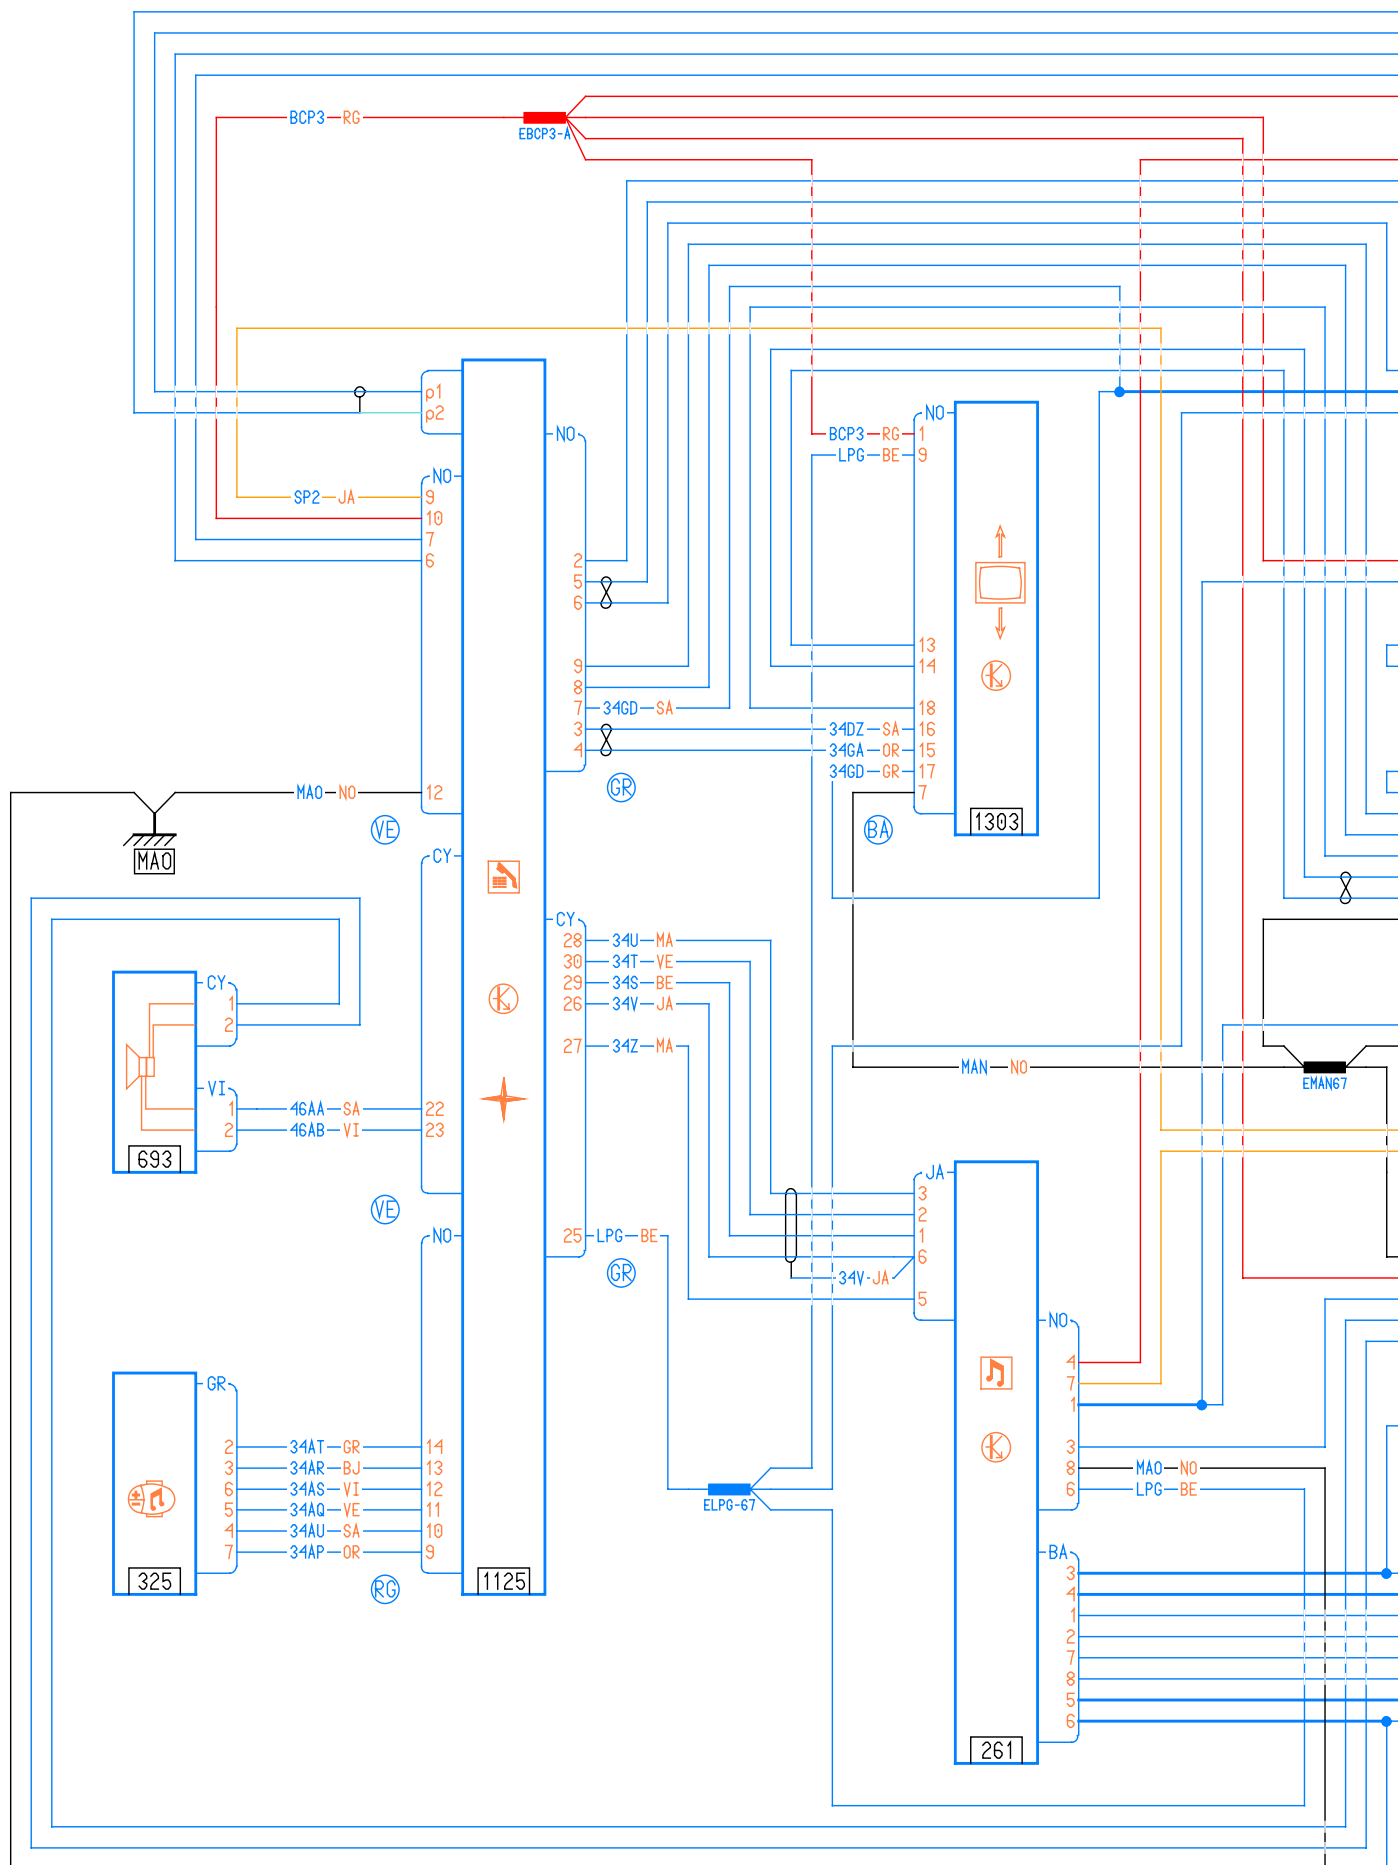 BCP3 RG
EBCP3-A
p1
p2
NO
NO
NO
BCP3 RG 1
LPG BE 9
SP2 JA 9
10
7
6
2
5
6
13
14
9
8
7 34GD SA
18
3
34DZ SA 16
4
34GA OR 15
34GD GR 17
MAO NO 12
7
GR
VE
BA
1303
MAO
CY
CY
28 34U MA
30 34T VE
29 34S BE
26 34V JA
27 34Z MA
CY
1
2
MAN NO
EMAN67
VI
1 46AA SA 22
2 46AB VI 23
693
JA
3
2
1
6
34V JA
5
VE
NO
25 LPG BE
GR
NO
4
7
1
3
8 MAO NO
6 LPG BE
GR
2 34AT GR 14
3 34AR BJ 13
6 34AS VI 12
5 34AQ VE 11
4 34AU SA 10
7 34AP OR 9
ELPG-67
325
RG
1125
BA
3
4
1
2
7
8
5
6
261